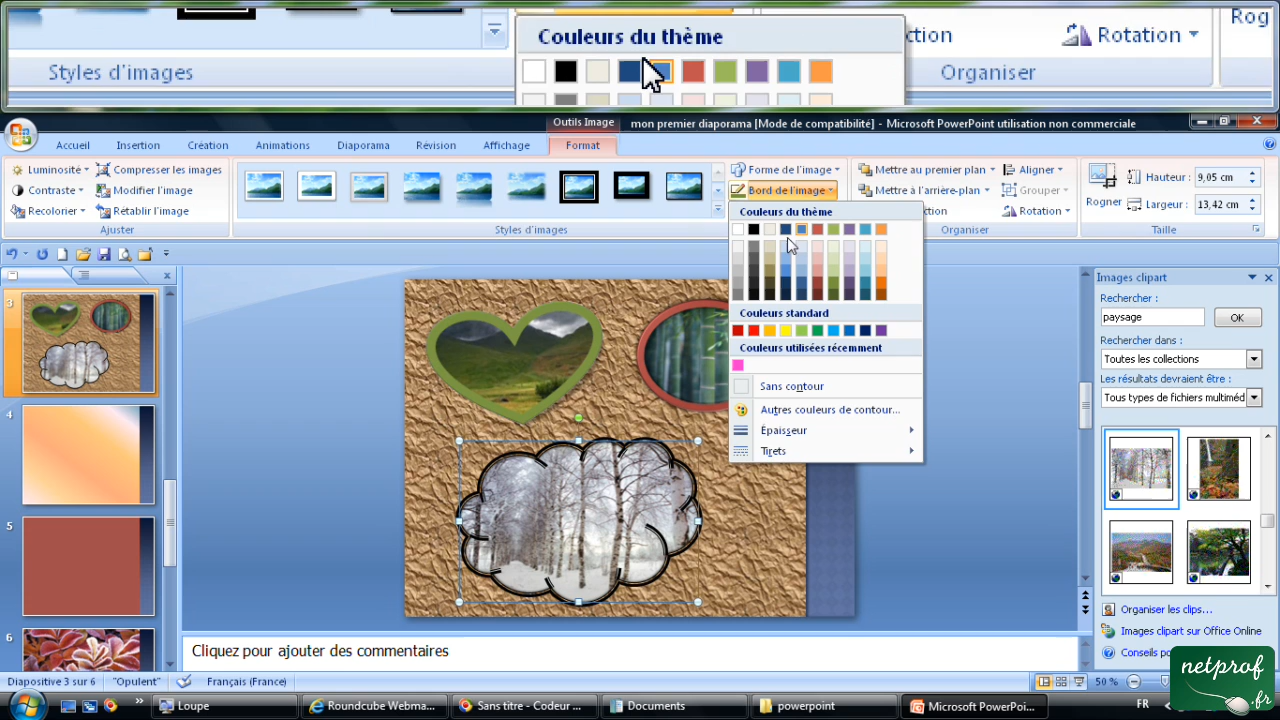 Couleurs du thème
Styles d'images
ction
Rotation
Organiser
Rog
Outils Image
mon premier diaporama [Mode de compatibilité] - Microsoft PowerPoint utilisation non commerciale
Accueil
Insertion
Création
Animations
Diaporama
Révision
Affichage
Format
Luminosité
Compresser les images
Contraste
Modifier l'image
Recolorier
Rétablir l'image
Ajuster
Styles d'images
Forme de l'image
Bord de l'image
Mettre au premier plan
Aligner
Mettre à l'arrière-plan
Grouper
ction
Rotation
Organiser
Rogner
Hauteur :
9,05 cm
Largeur :
13,42 cm
Taille
Couleurs du thème
Couleurs standard
Couleurs utilisées récemment
Sans contour
Autres couleurs de contour...
Épaisseur
Tirets
3
4
5
6
Images clipart
Rechercher :
paysage
OK
Rechercher dans :
Toutes les collections
Les résultats devraient être :
Tous types de fichiers multiméd
Organiser les clips...
Images clipart sur Office Online
Conseils po
Cliquez pour ajouter des commentaires
Diapositive 3 sur 6
"Opulent"
Français (France)
50 %
netprof
.fr
Loupe
Roundcube Webma...
Sans titre - Codeur ...
Documents
powerpoint
Microsoft PowerPo...
FR